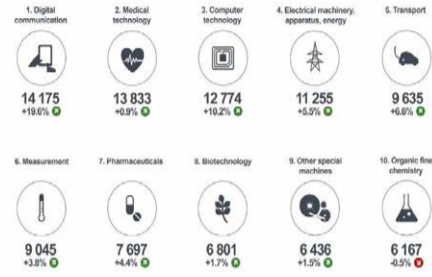 1. Digital
communication
2. Medical
technology
3. Computer
technology
4. Electrical machinery,
apparatus, energy
5. Transport
14 175
+19.6%
13 833
+0.9%
12 774
+10.2%
11 255
+5.5%
9 635
+6.6%
6. Measurement
7. Pharmaceuticals
8. Biotechnology
9. Other special
machines
10. Organic fine
chemistry
9 045
+3.8%
7 697
+4.4%
6 801
+1.7%
6 436
+1.5%
6 167
-0.5%